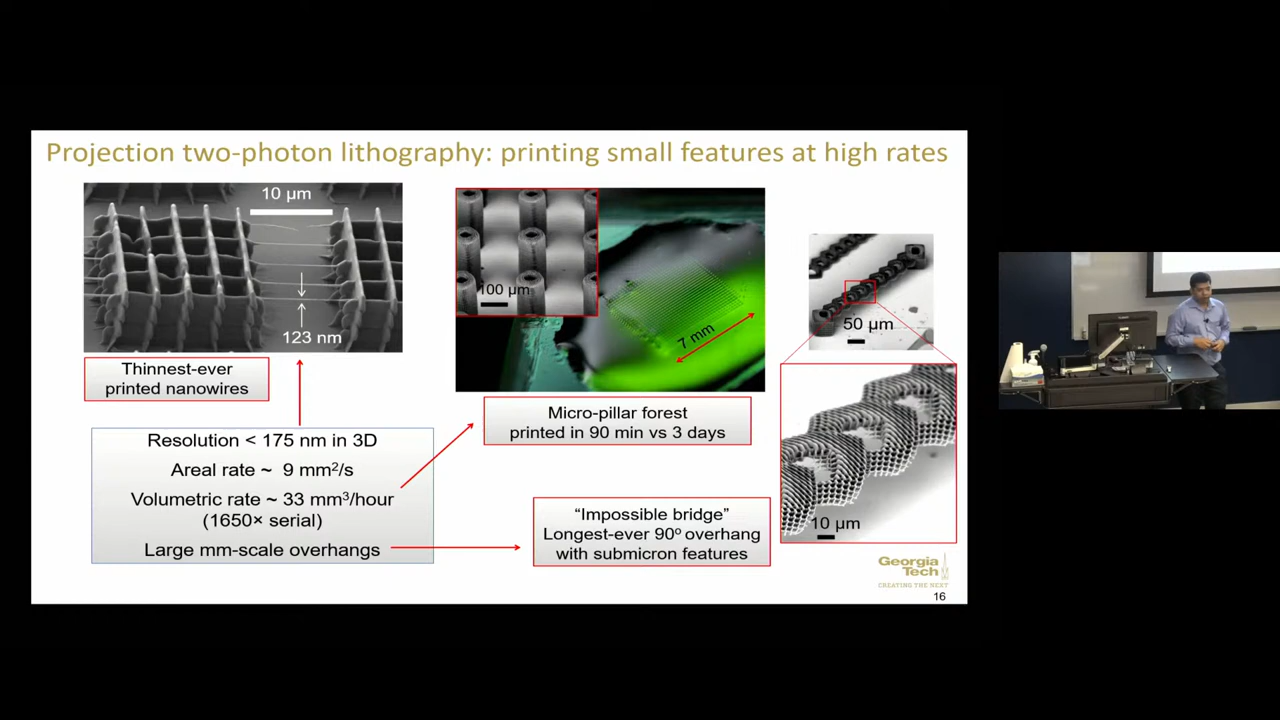 Projection two-photon lithography: printing small features at high rates
10 µm
123 nm
Thinnest-ever
printed nanowires
Resolution < 175 nm in 3D
Areal rate ~ 9 mm²/s
Volumetric rate ~ 33 mm³/hour
(1650× serial)
Large mm-scale overhangs
100 µm
7 mm
Micro-pillar forest
printed in 90 min vs 3 days
"Impossible bridge"
Longest-ever 90º overhang
with submicron features
50 µm
10 µm
Georgia
Tech
CREATING THE NEXT
16